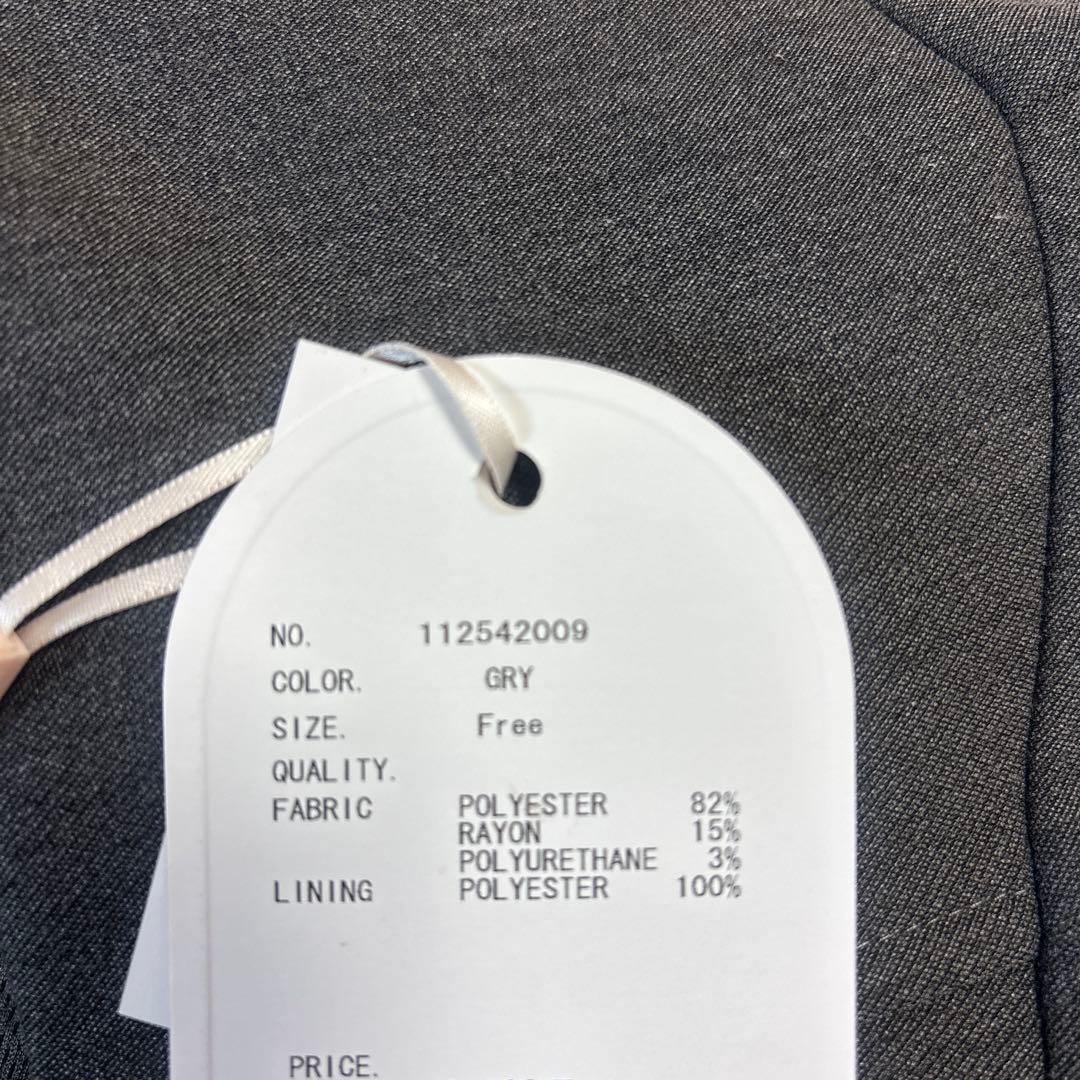 NO. 112542009
COLOR. GRY
SIZE. Free
QUALITY.
FABRIC POLYESTER 82%
RAYON 15%
POLYURETHANE 3%
LINING POLYESTER 100%
PRICE.